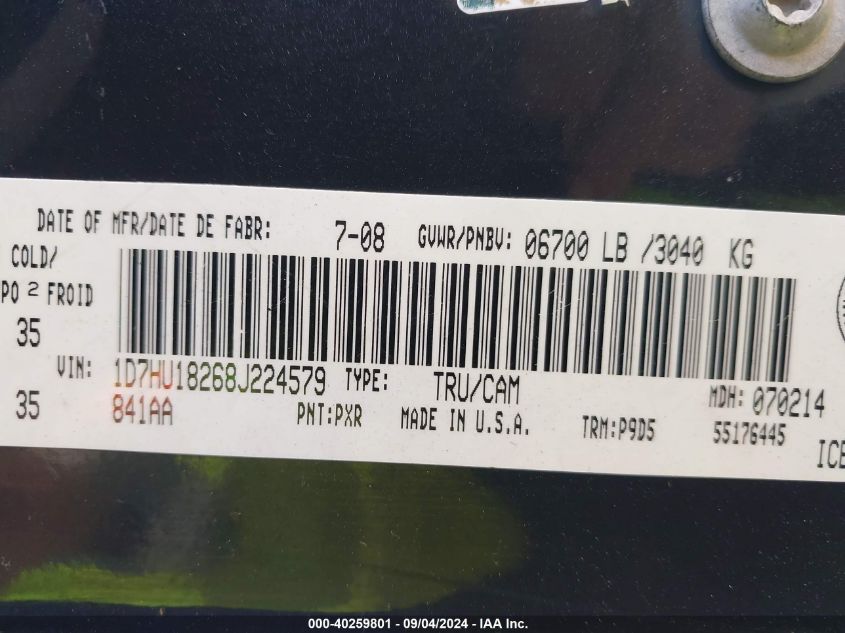 DATE OF MFR/DATE DE FABR: 7-08 GVWR/PNBV: 06700 LB /3040 KG
COLD/
PO 2 FROID
35
VIN: 1D7HU18268J224579 TYPE: TRU/CAM MDH: 070214
35 841AA PNT:PXR MADE IN U.S.A. TRM:P9D5 55176445
ICE
000-40259801 - 09/04/2024 - IAA Inc.